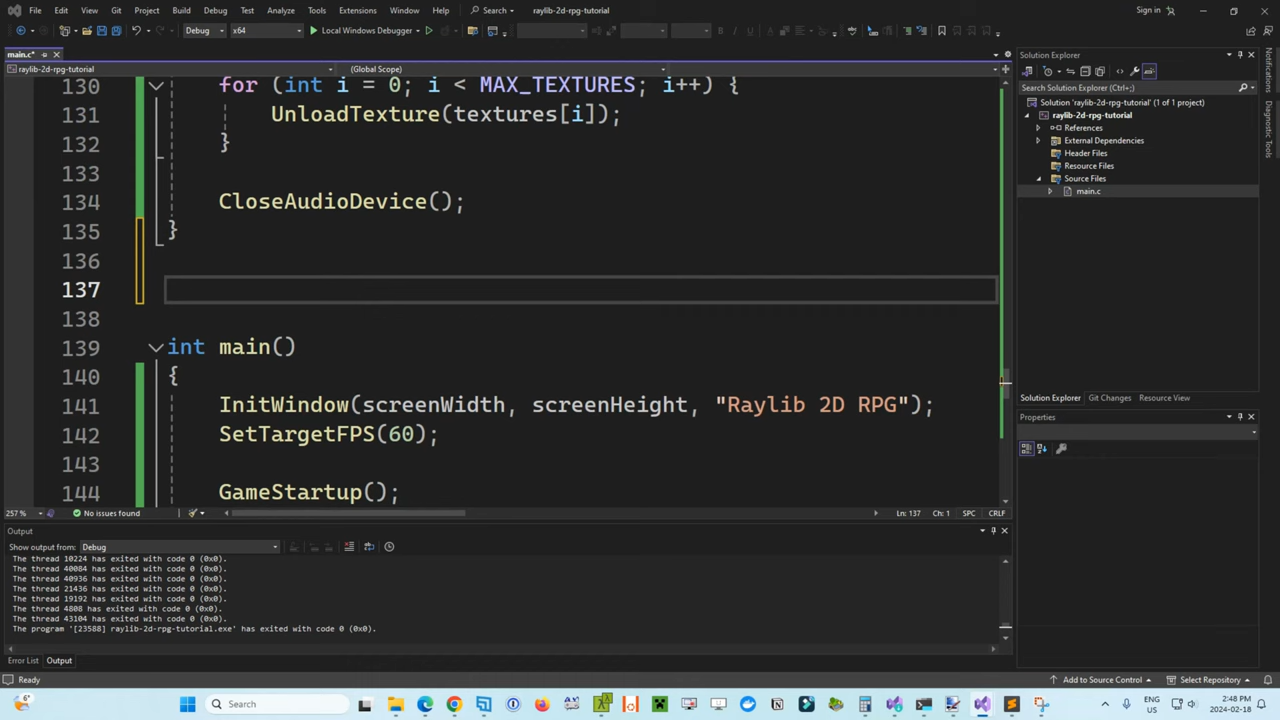 File Edit View Git Project Build Debug Test Analyze Tools Extensions Window Help Search raylib-2d-rpg-tutorial Sign in
Debug x64 Local Windows Debugger
main.c*
raylib-2d-rpg-tutorial (Global Scope)
130 for (int i = 0; i < MAX_TEXTURES; i++) {
131 UnloadTexture(textures[i]);
132 }
133
134 CloseAudioDevice();
135 }
136
137
138
139 int main()
140 {
141 InitWindow(screenWidth, screenHeight, "Raylib 2D RPG");
142 SetTargetFPS(60);
143
144 GameStartup();
257 % No issues found Ln: 137 Ch: 1 SPC CRLF
Output
Show output from: Debug
The thread 10224 has exited with code 0 (0x0).
The thread 40084 has exited with code 0 (0x0).
The thread 40936 has exited with code 0 (0x0).
The thread 21436 has exited with code 0 (0x0).
The thread 19192 has exited with code 0 (0x0).
The thread 4808 has exited with code 0 (0x0).
The thread 43104 has exited with code 0 (0x0).
The program '[23588] raylib-2d-rpg-tutorial.exe' has exited with code 0 (0x0).
Error List Output
Solution Explorer
Search Solution Explorer (Ctrl+;)
Solution 'raylib-2d-rpg-tutorial' (1 of 1 project)
raylib-2d-rpg-tutorial
References
External Dependencies
Header Files
Resource Files
Source Files
main.c
Solution Explorer Git Changes Resource View
Properties
Notifications
Diagnostic Tools
Ready Add to Source Control Select Repository
6° Search ENG US 2:48 PM 2024-02-18